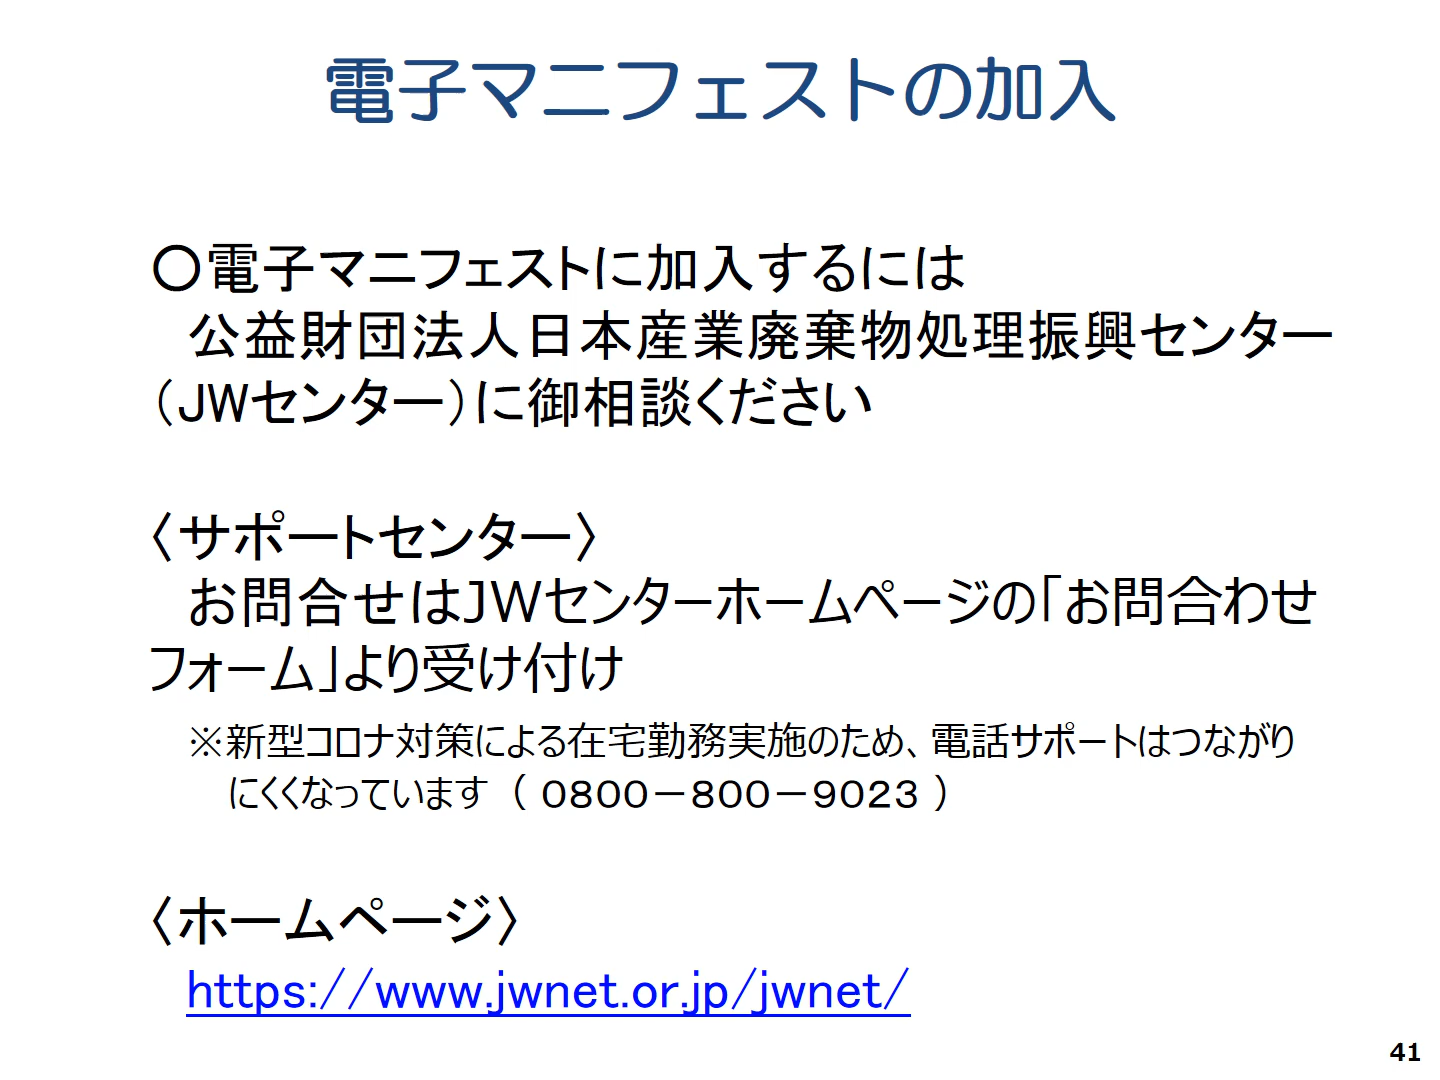 電子マニフェストの加入
〇電子マニフェストに加入するには
公益財団法人日本産業廃棄物処理振興センター
（JWセンター）に御相談ください
〈サポートセンター〉
お問合せはJWセンターホームページの「お問合わせ
フォーム」より受け付け
※新型コロナ対策による在宅勤務実施のため、電話サポートはつながり
にくくなっています（ 0800－800－9023 ）
〈ホームページ〉
https://www.jwnet.or.jp/jwnet/
41